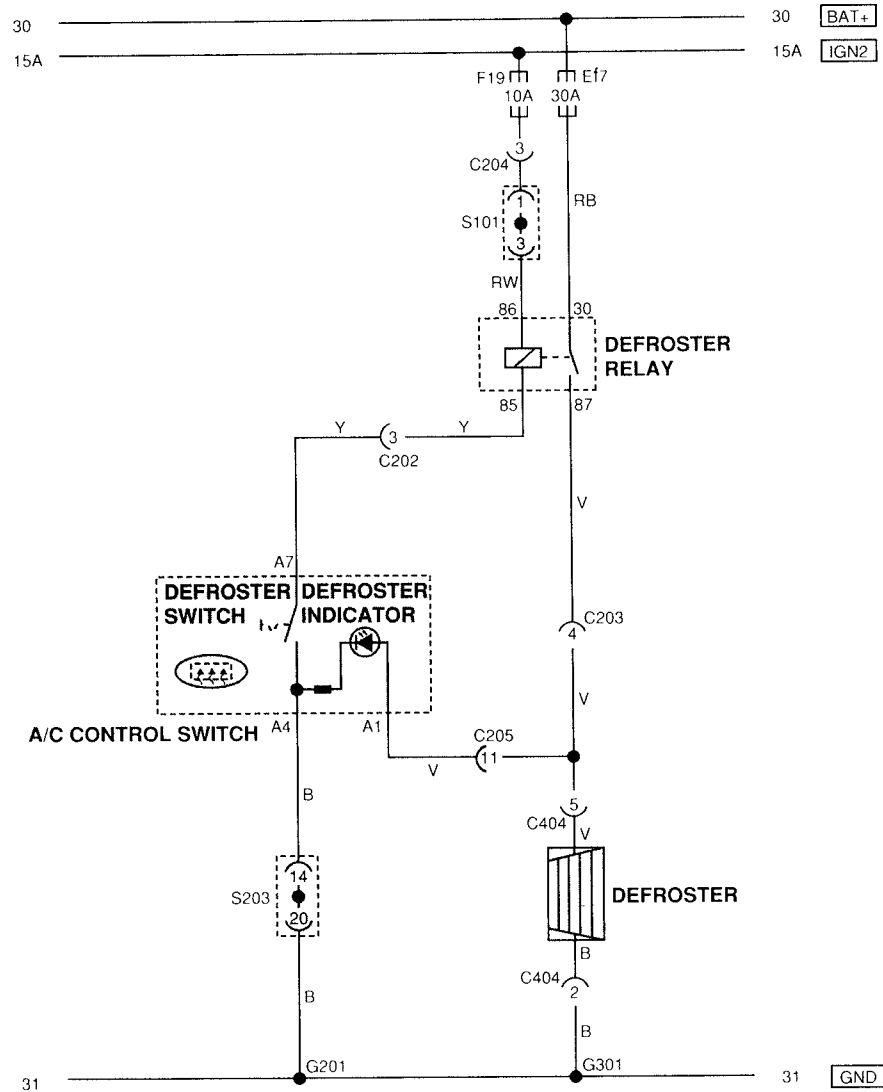 30
30 BAT+
15A
15A IGN2
F19
Ef7
10A
30A
3
C204
1
S101
3
RB
RW
86
30
DEFROSTER
RELAY
85
87
Y
3
Y
C202
V
A7
DEFROSTER
SWITCH
DEFROSTER
INDICATOR
C203
4
V
A4
A1
A/C CONTROL SWITCH
C205
11
V
B
5
C404
V
14
S203
20
DEFROSTER
B
C404
2
B
B
G201
G301
31
31 GND